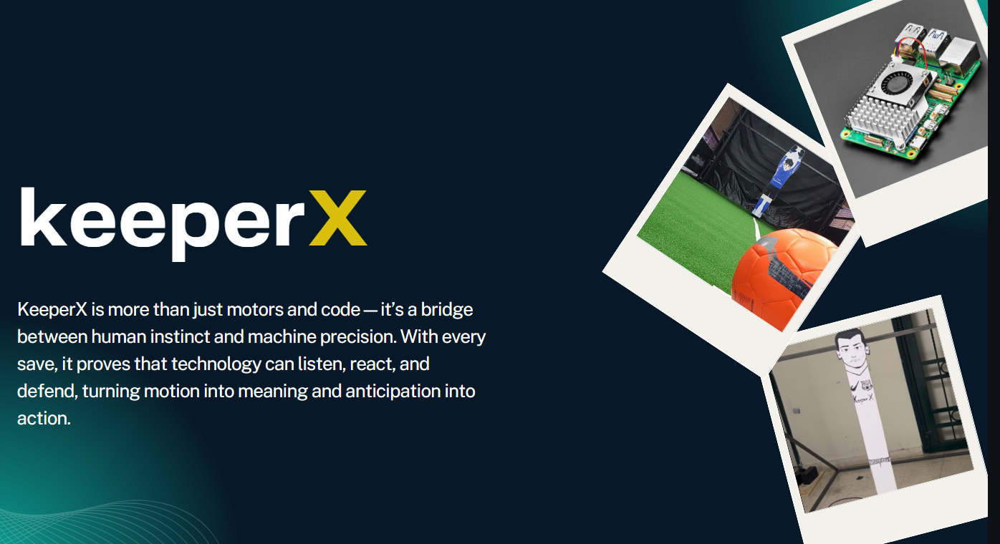 keeperX
KeeperX is more than just motors and code — it’s a bridge
between human instinct and machine precision. With every
save, it proves that technology can listen, react, and
defend, turning motion into meaning and anticipation into
action.
Keeper X